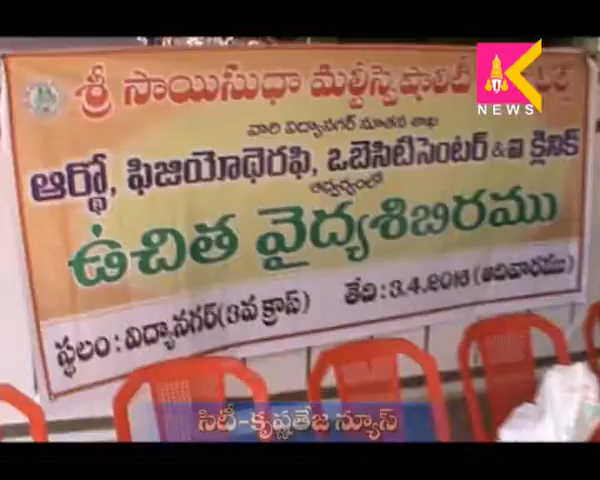 శ్రీ సాయిసుధా మల్టీస్పెషాలిటీ
K
NEWS
వారి విద్యానగర్ నూతన శాఖ
ఆర్థో, ఫిజియోథెరఫి, ఒబెసిటిసెంటర్ & ఐ క్లినిక్
ఆధ్వర్యంలో
ఉచిత వైద్యశిబిరము
స్థలం : విద్యానగర్(3వ క్రాస్) తేది : 3.4.2016 (ఆదివారము)
సిటీ-కృష్ణతేజ న్యూస్